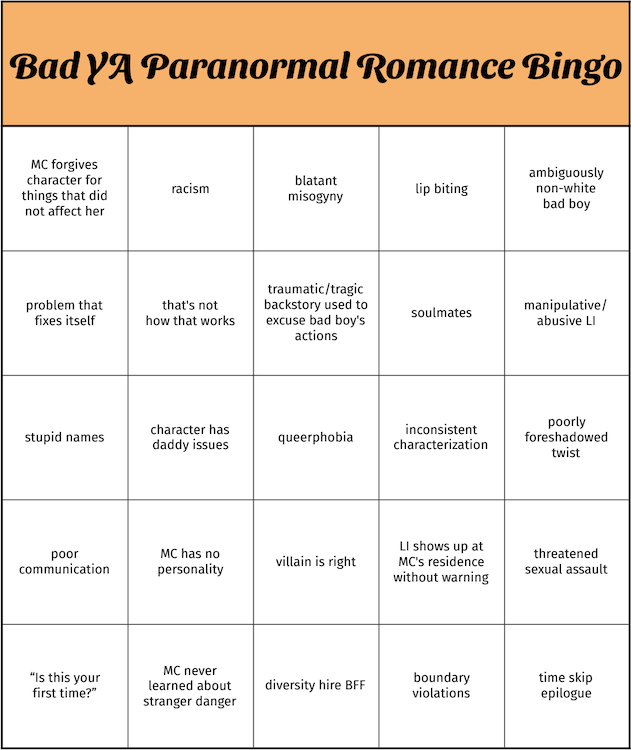 Bad YA Paranormal Romance Bingo
MC forgives
character for
things that did
not affect her
racism
blatant
misogyny
lip biting
ambiguously
non-white
bad boy
problem that
fixes itself
that's not
how that works
traumatic/tragic
backstory used to
excuse bad boy's
actions
soulmates
manipulative/
abusive LI
stupid names
character has
daddy issues
queerphobia
inconsistent
characterization
poorly
foreshadowed
twist
poor
communication
MC has no
personality
villain is right
LI shows up at
MC's residence
without warning
threatened
sexual assault
“Is this your
first time?”
MC never
learned about
stranger danger
diversity hire BFF
boundary
violations
time skip
epilogue